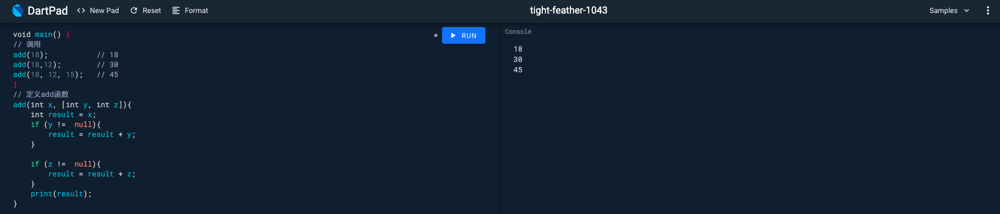 DartPad <> New Pad Reset Format tight-feather-1043 Samples
void main() {
// 调用
add(18);           // 18
add(18,12);        // 30
add(18, 12, 15);   // 45
}
// 定义add函数
add(int x, [int y, int z]){
    int result = x;
    if (y !=  null){
        result = result + y;
    }
    if (z !=  null){
        result = result + z;
    }
    print(result);
}
RUN
Console
18
30
45